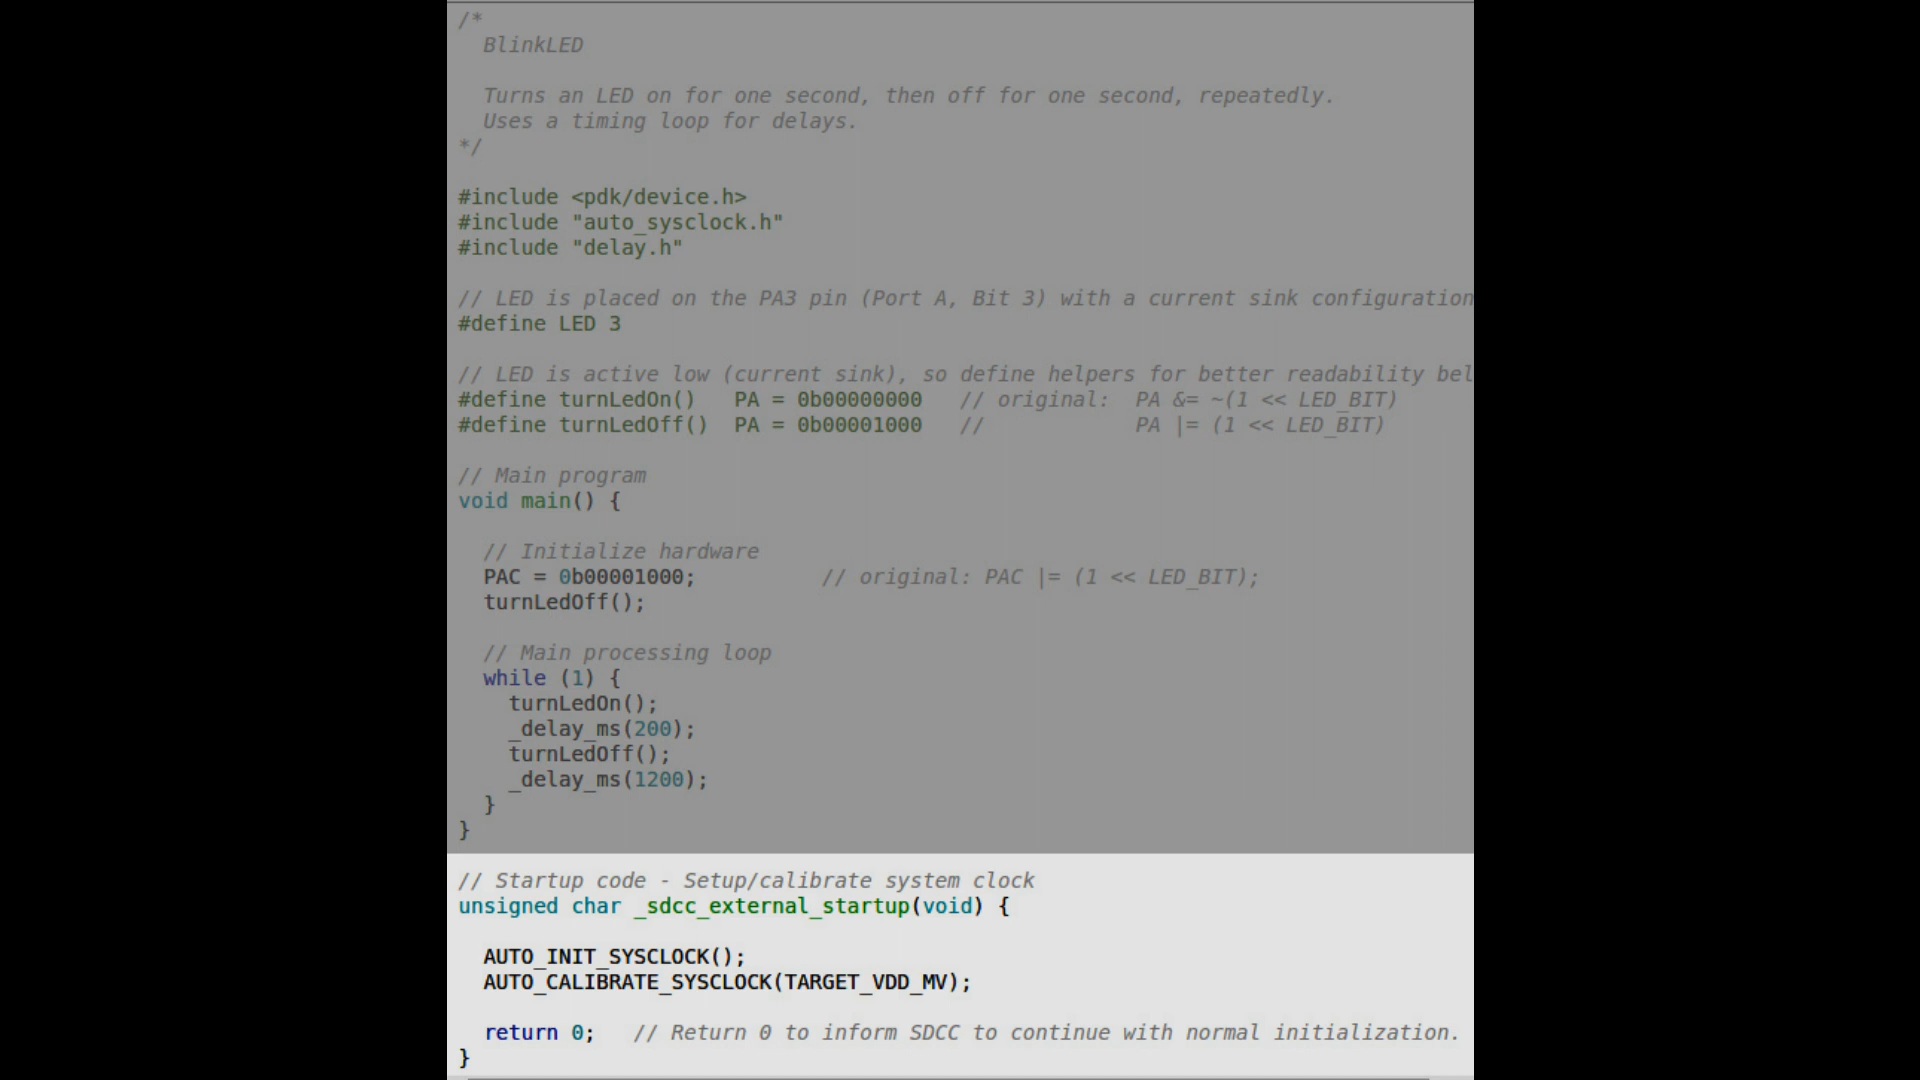 /*
BlinkLED
Turns an LED on for one second, then off for one second, repeatedly.
Uses a timing loop for delays.
*/
#include <pdk/device.h>
#include "auto_sysclock.h"
#include "delay.h"
// LED is placed on the PA3 pin (Port A, Bit 3) with a current sink configuration
#define LED 3
// LED is active low (current sink), so define helpers for better readability bel
#define turnLedOn()   PA = 0b00000000   // original:  PA &= ~(1 << LED_BIT)
#define turnLedOff()  PA = 0b00001000   //            PA |= (1 << LED_BIT)
// Main program
void main() {
// Initialize hardware
PAC = 0b00001000;          // original: PAC |= (1 << LED_BIT);
turnLedOff();
// Main processing loop
while (1) {
turnLedOn();
_delay_ms(200);
turnLedOff();
_delay_ms(1200);
}
}
// Startup code - Setup/calibrate system clock
unsigned char _sdcc_external_startup(void) {
AUTO_INIT_SYSCLOCK();
AUTO_CALIBRATE_SYSCLOCK(TARGET_VDD_MV);
return 0;   // Return 0 to inform SDCC to continue with normal initialization.
}